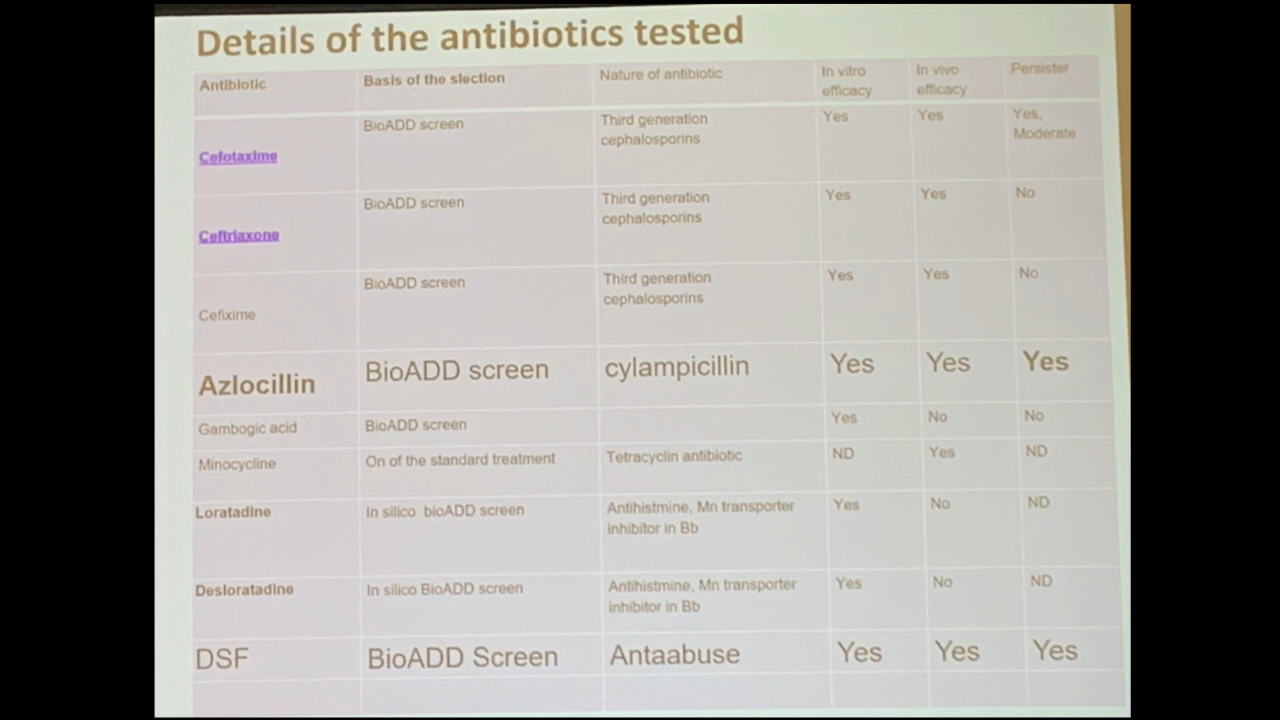 Details of the antibiotics tested
Antibiotic Basis of the slection Nature of antibiotic In vitro efficacy In vivo efficacy Persister
Cefotaxime BioADD screen Third generation cephalosporins Yes Yes Yes, Moderate
Ceftriaxone BioADD screen Third generation cephalosporins Yes Yes No
Cefixime BioADD screen Third generation cephalosporins Yes Yes No
Azlocillin BioADD screen cylampicillin Yes Yes Yes
Gambogic acid BioADD screen Yes No No
Minocycline On of the standard treatment Tetracyclin antibiotic ND Yes ND
Loratadine In silico bioADD screen Antihistmine, Mn transporter inhibitor in Bb Yes No ND
Desloratadine In silico BioADD screen Antihistmine, Mn transporter inhibitor in Bb Yes No ND
DSF BioADD Screen Antaabuse Yes Yes Yes